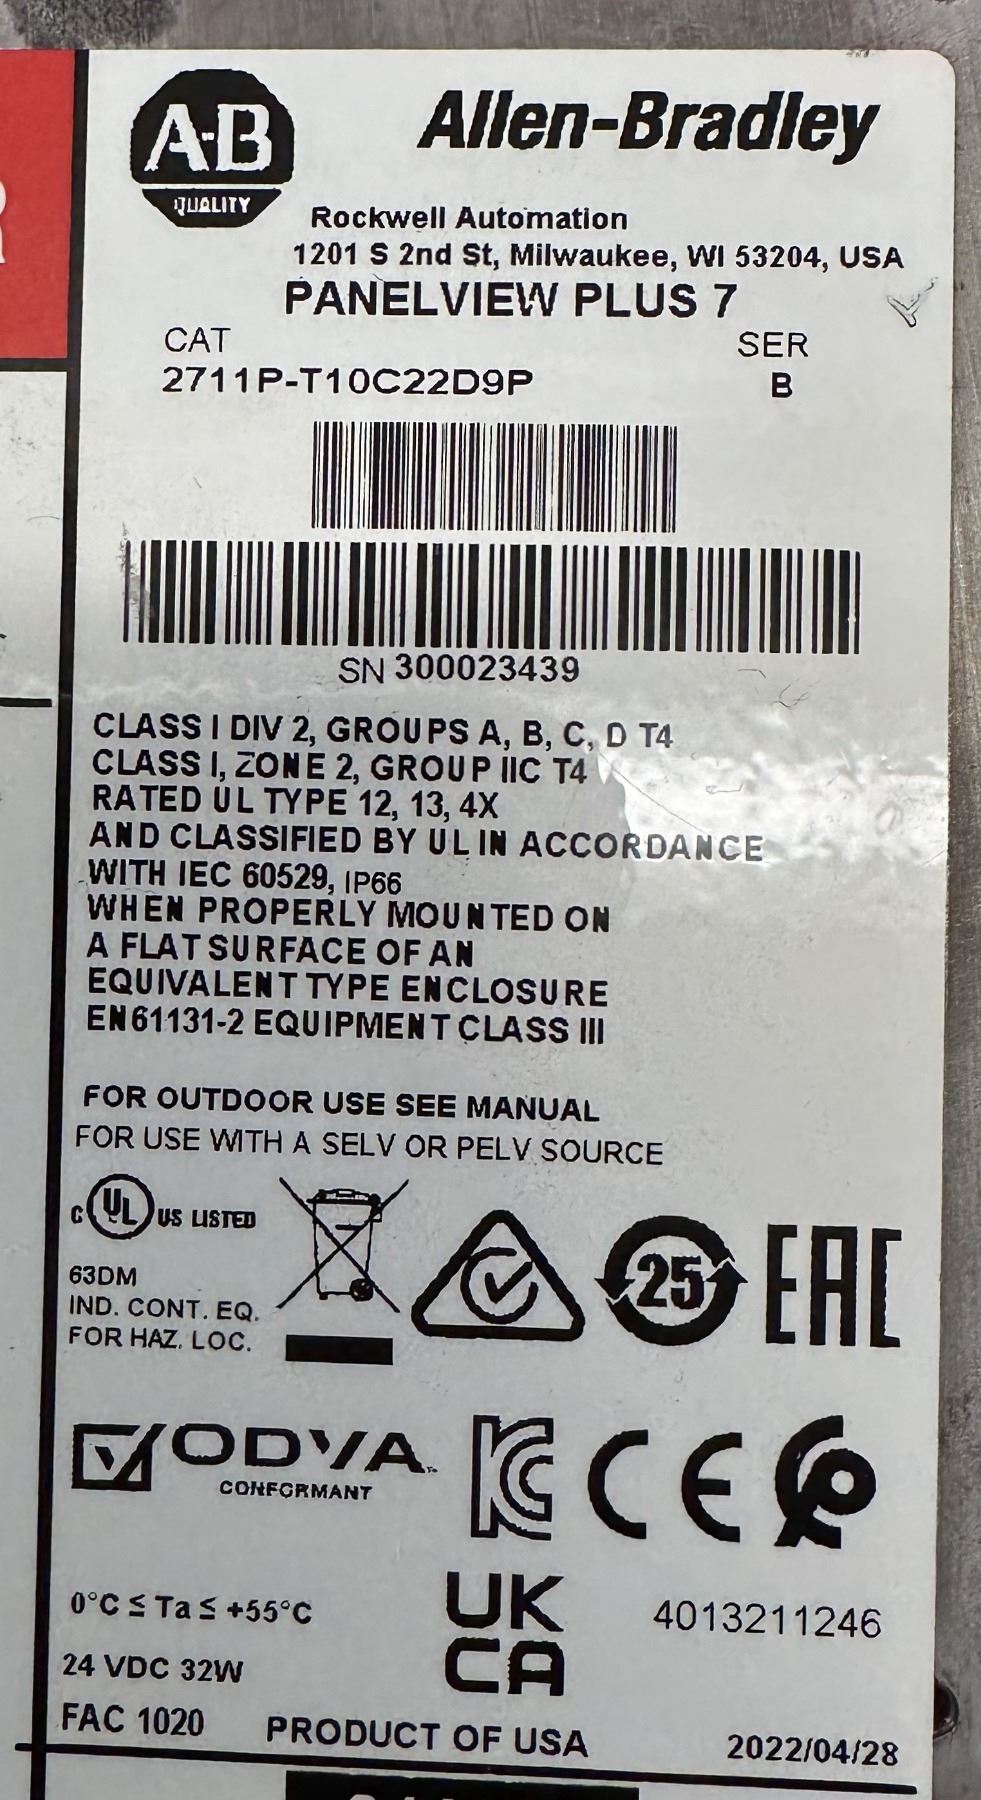 A-B
QUALITY
Allen-Bradley
Rockwell Automation
1201 S 2nd St, Milwaukee, WI 53204, USA
PANELVIEW PLUS 7
CAT
SER
2711P-T10C22D9P
B
SN 300023439
CLASS I DIV 2, GROUPS A, B, C, D T4
CLASS I, ZONE 2, GROUP IIC T4
RATED UL TYPE 12, 13, 4X
AND CLASSIFIED BY UL IN ACCORDANCE
WITH IEC 60529, IP66
WHEN PROPERLY MOUNTED ON
A FLAT SURFACE OF AN
EQUIVALENT TYPE ENCLOSURE
EN61131-2 EQUIPMENT CLASS III
FOR OUTDOOR USE SEE MANUAL
FOR USE WITH A SELV OR PELV SOURCE
C UL US LISTED
25
EAC
63DM
IND. CONT. EQ.
FOR HAZ. LOC.
ODVA
CONFORMANT
KC CE
0°C ≤ Ta ≤ +55°C
UK
CA
4013211246
24 VDC 32W
FAC 1020
PRODUCT OF USA
2022/04/28